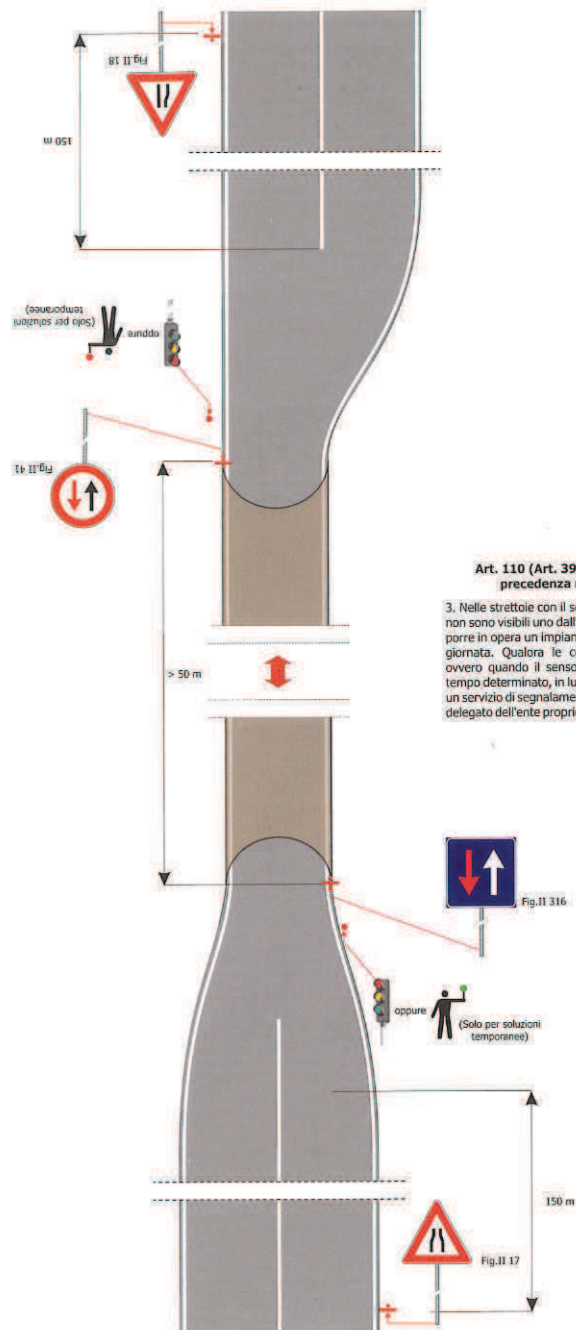 Fig.II 18
150 m
(Solo per soluzioni
temporanee)
oppure
Fig.II 41
> 50 m
Art. 110 (Art. 39
precedenza
3. Nelle strettoie con il
non sono visibili uno dall'
porre in opera un impian
giornata. Qualora le
ovvero quando il senso
tempo determinato, in lu
un servizio di segnalame
delegato dell'ente propri
Fig.II 316
oppure
(Solo per soluzioni
temporanee)
150 m
Fig.II 17